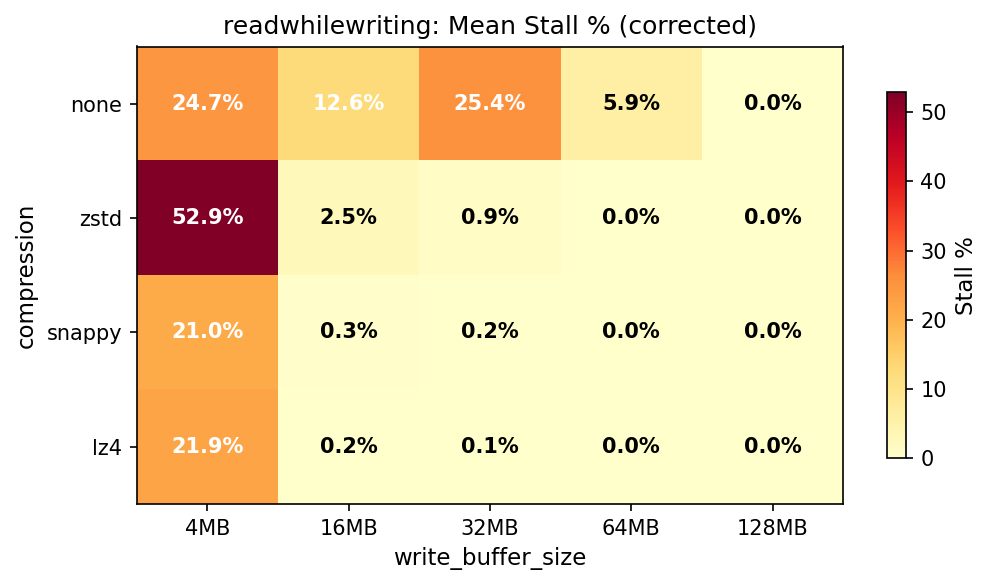 readwhilewriting: Mean Stall % (corrected)
none 24.7% 12.6% 25.4% 5.9% 0.0%
zstd 52.9% 2.5% 0.9% 0.0% 0.0%
snappy 21.0% 0.3% 0.2% 0.0% 0.0%
lz4 21.9% 0.2% 0.1% 0.0% 0.0%
4MB 16MB 32MB 64MB 128MB
write_buffer_size
compression
50
40
30
20
10
0
Stall %